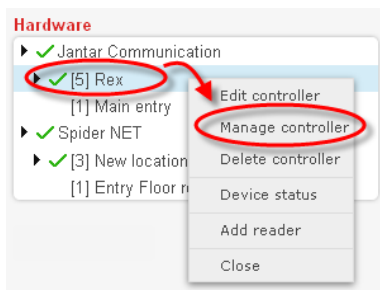 Hardware
Jantar Communication
[5] Rex
[1] Main entry
Spider NET
[3] New location
[1] Entry Floor
Edit controller
Manage controller
Delete controller
Device status
Add reader
Close